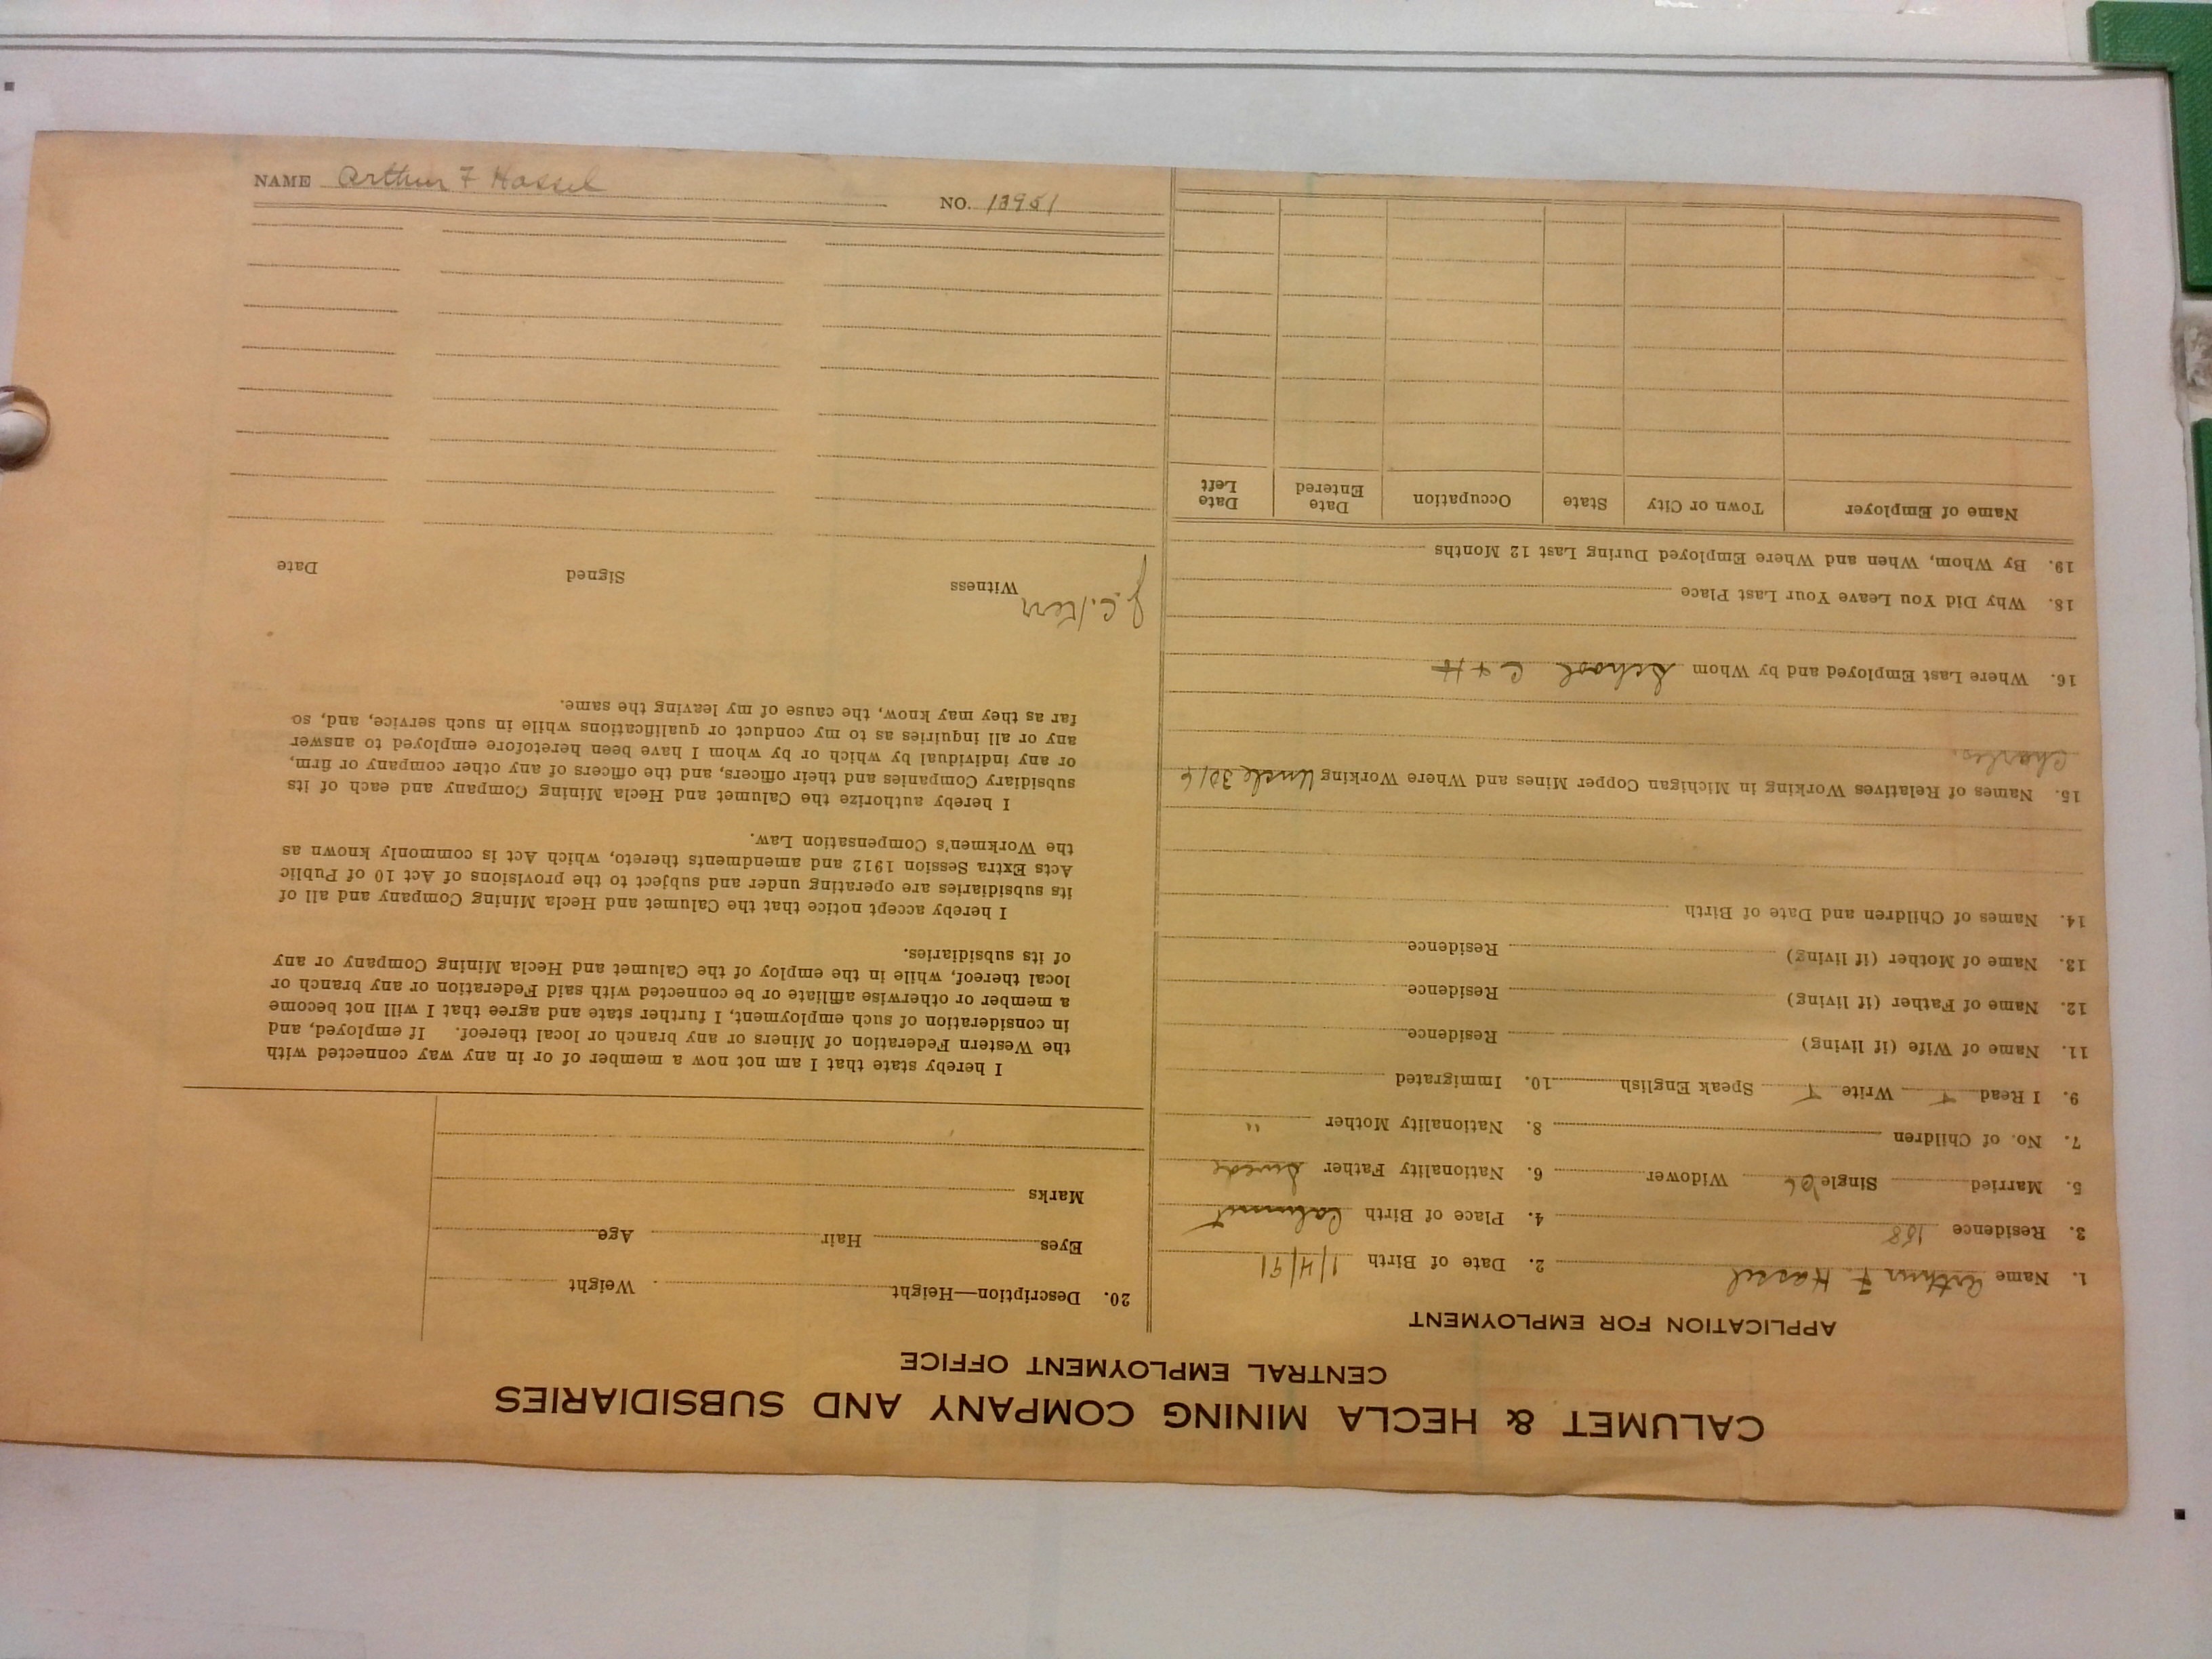 CALUMET & HECLA MINING COMPANY AND SUBSIDIARIES
CENTRAL EMPLOYMENT OFFICE
APPLICATION FOR EMPLOYMENT
1. Name Arthur F. Hassel 2. Date of Birth 1/4/91
3. Residence 158 4. Place of Birth Calumet
5. Married Single Widower 6. Nationality Father Swede
7. No. of Children 8. Nationality Mother "
9. I Read Write Speak English 10. Immigrated
11. Name of Wife (if living) Residence
12. Name of Father (if living) Residence
13. Name of Mother (if living) Residence
14. Names of Children and Date of Birth
15. Names of Relatives Working in Michigan Copper Mines and Where Working Uncle 3016
Charles.
16. Where Last Employed and by Whom School C + H
18. Why Did You Leave Your Last Place
19. By Whom, When and Where Employed During Last 12 Months
Name of Employer Town or City State Occupation Date Entered Date Left
20. Description—Height Weight
Eyes Hair Age
Marks
I hereby state that I am not now a member of or in any way connected with
the Western Federation of Miners or any branch or local thereof. If employed, and
in consideration of such employment, I further state and agree that I will not become
a member or otherwise affiliate or be connected with said Federation or any branch or
local thereof, while in the employ of the Calumet and Hecla Mining Company or any
of its subsidiaries.
I hereby accept notice that the Calumet and Hecla Mining Company and all of
its subsidiaries are operating under and subject to the provisions of Act 10 of Public
Acts Extra Session 1912 and amendments thereto, which Act is commonly known as
the Workmen's Compensation Law.
I hereby authorize the Calumet and Hecla Mining Company and each of its
subsidiary Companies and their officers, and the officers of any other company or firm,
or any individual by which or by whom I have been heretofore employed to answer
any or all inquiries as to my conduct or qualifications while in such service, and, so
far as they may know, the cause of my leaving the same.
J. C. Kerr
Witness Signed Date
NAME Arthur F Hassel NO. 13951